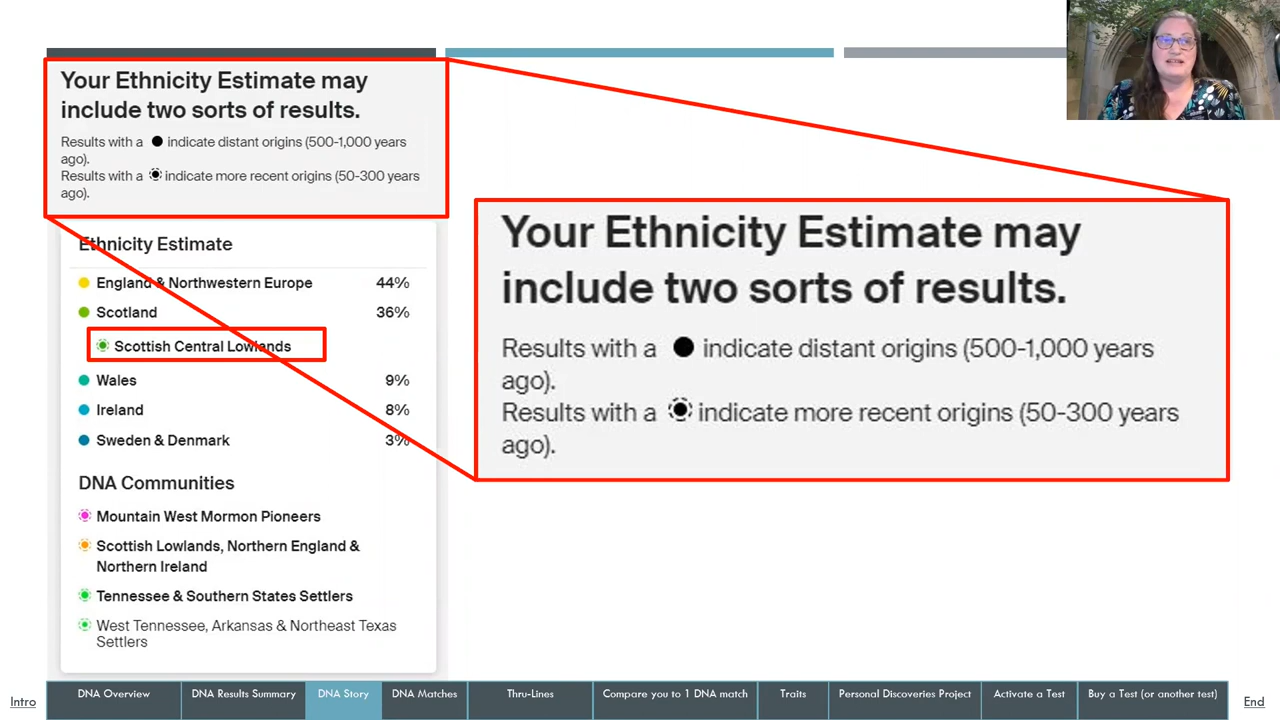 Your Ethnicity Estimate may
include two sorts of results.
Results with a indicate distant origins (500-1,000 years
ago).
Results with a indicate more recent origins (50-300 years
ago).
Ethnicity Estimate
England & Northwestern Europe 44%
Scotland 36%
Scottish Central Lowlands
Wales 9%
Ireland 8%
Sweden & Denmark 3%
DNA Communities
Mountain West Mormon Pioneers
Scottish Lowlands, Northern England &
Northern Ireland
Tennessee & Southern States Settlers
West Tennessee, Arkansas & Northeast Texas
Settlers
Your Ethnicity Estimate may
include two sorts of results.
Results with a indicate distant origins (500-1,000 years
ago).
Results with a indicate more recent origins (50-300 years
ago).
Intro DNA Overview DNA Results Summary DNA Story DNA Matches Thru-Lines Compare you to 1 DNA match Traits Personal Discoveries Project Activate a Test Buy a Test (or another test) End